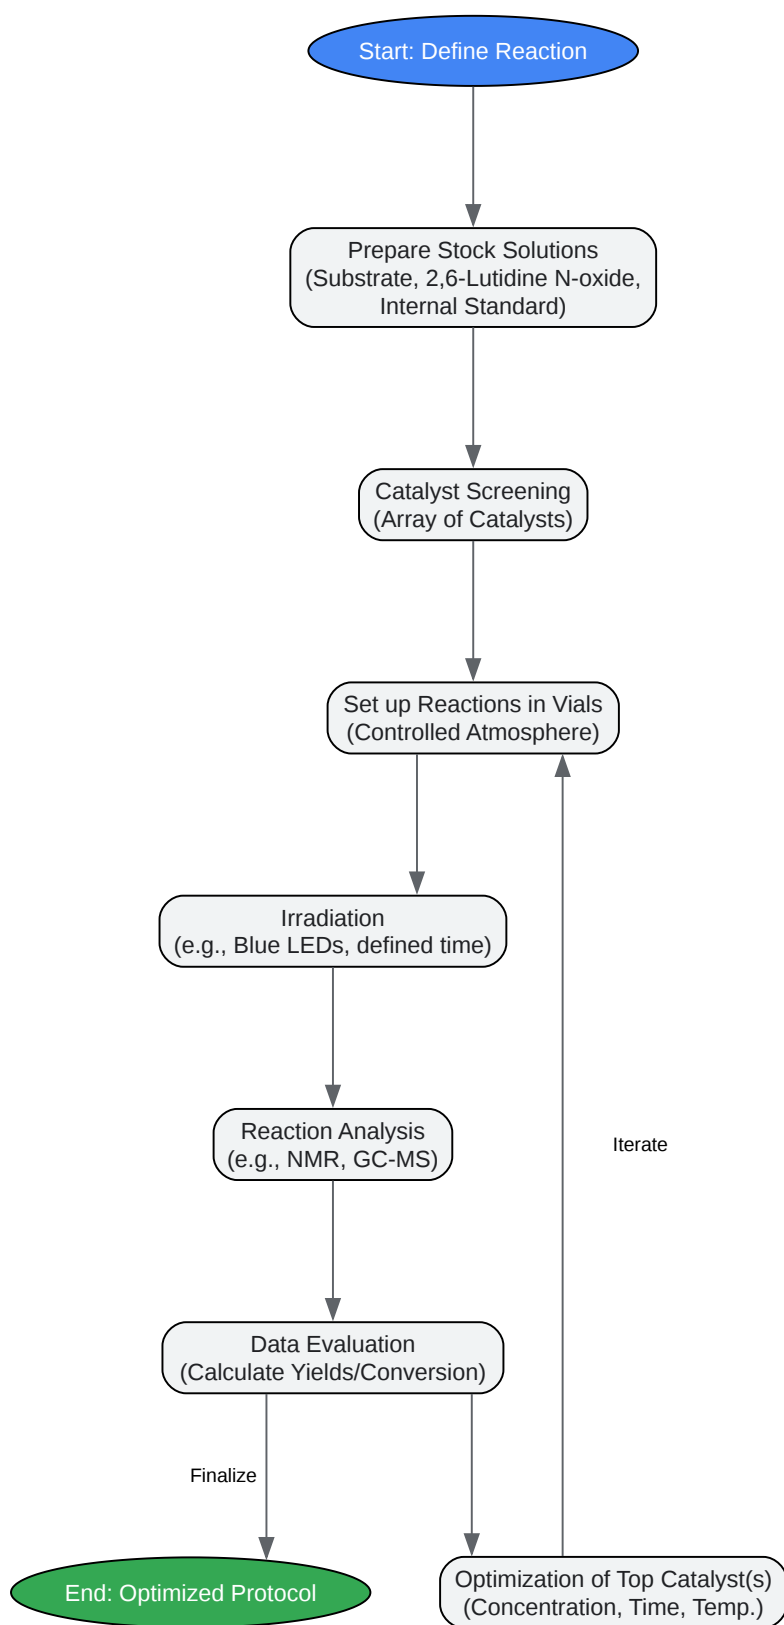 Start: Define Reaction
Prepare Stock Solutions
(Substrate, 2,6-Lutidine N-oxide,
Internal Standard)
Catalyst Screening
(Array of Catalysts)
Set up Reactions in Vials
(Controlled Atmosphere)
Irradiation
(e.g., Blue LEDs, defined time)
Reaction Analysis
(e.g., NMR, GC-MS)
Iterate
Data Evaluation
(Calculate Yields/Conversion)
Finalize
End: Optimized Protocol
Optimization of Top Catalyst(s)
(Concentration, Time, Temp.)